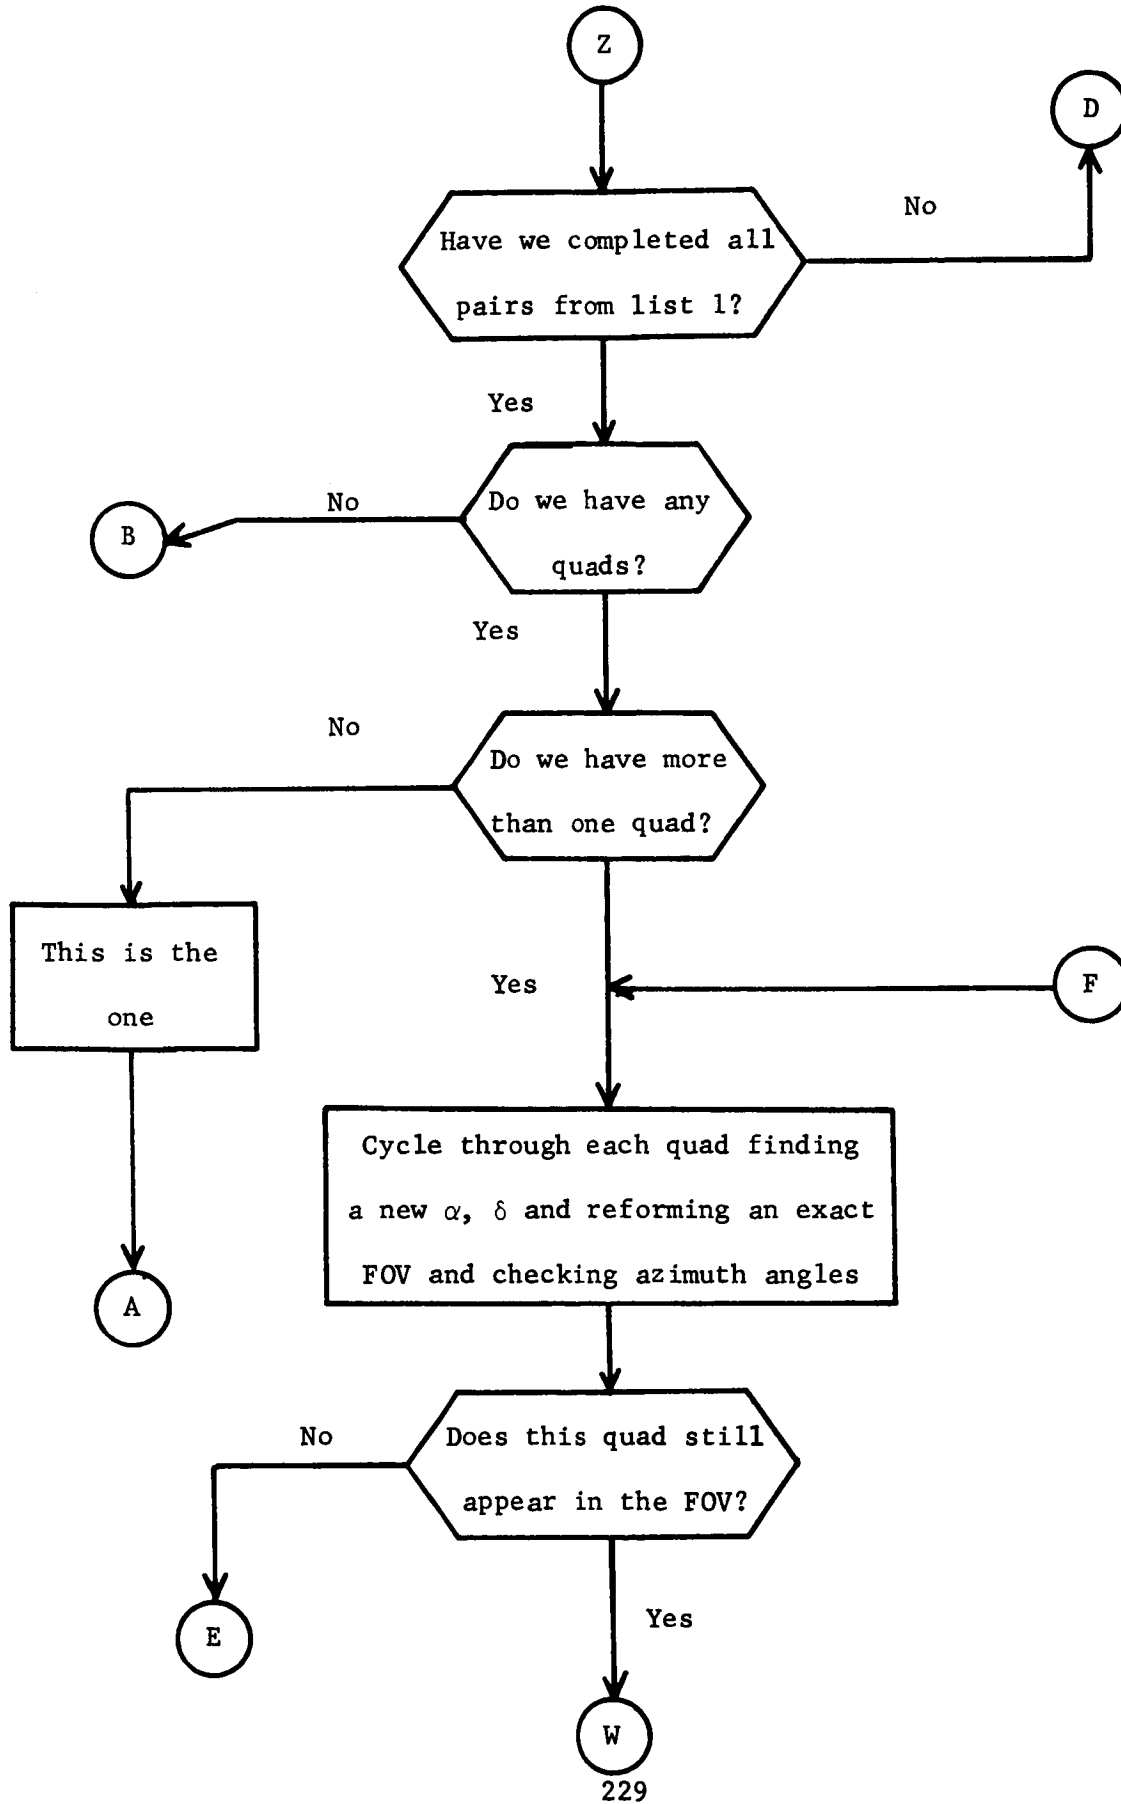 Z
D
No
Have we completed all
pairs from list 1?
Yes
No
Do we have any
quads?
B
Yes
No
Do we have more
than one quad?
This is the
one
Yes
F
Cycle through each quad finding
a new α, δ and reforming an exact
FOV and checking azimuth angles
A
No
Does this quad still
appear in the FOV?
E
Yes
W
229